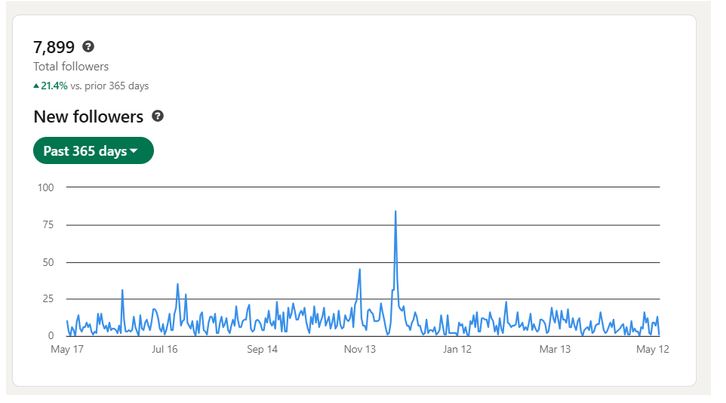 7,899 ?
Total followers
▲ 21.4% vs. prior 365 days
New followers ?
Past 365 days ▼
100
75
50
25
0
May 17 Jul 16 Sep 14 Nov 13 Jan 12 Mar 13 May 12